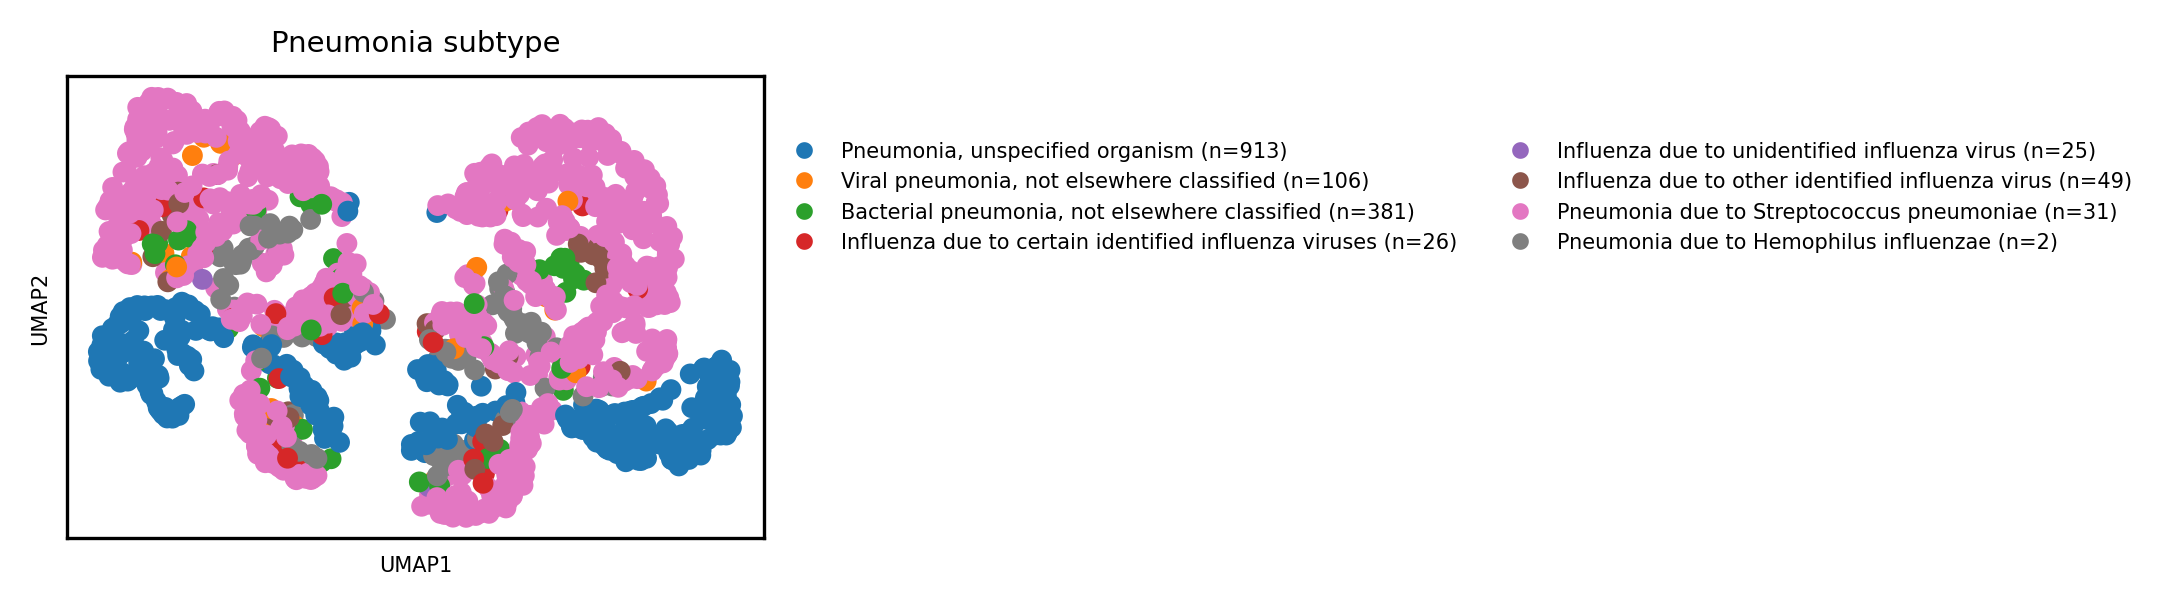 Pneumonia subtype
UMAP2
UMAP1
Pneumonia, unspecified organism (n=913)
Viral pneumonia, not elsewhere classified (n=106)
Bacterial pneumonia, not elsewhere classified (n=381)
Influenza due to certain identified influenza viruses (n=26)
Influenza due to unidentified influenza virus (n=25)
Influenza due to other identified influenza virus (n=49)
Pneumonia due to Streptococcus pneumoniae (n=31)
Pneumonia due to Hemophilus influenzae (n=2)